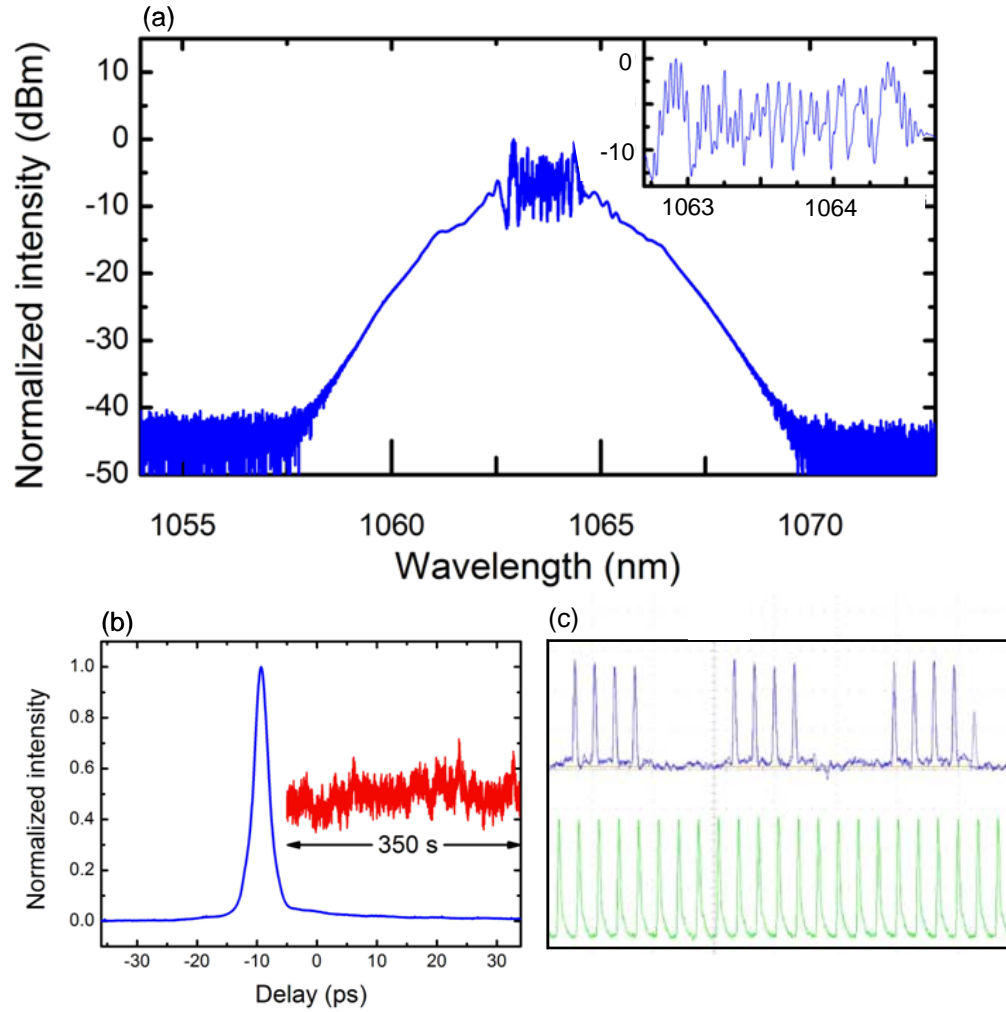 (a)
Normalized intensity (dBm)
10
0
-10
-20
-30
-40
-50
0
-10
1063 1064
1055 1060 1065 1070
Wavelength (nm)
(b)
Normalized intensity
1.0
0.8
0.6
0.4
0.2
0.0
350 s
-30 -20 -10 0 10 20 30
Delay (ps)
(c)